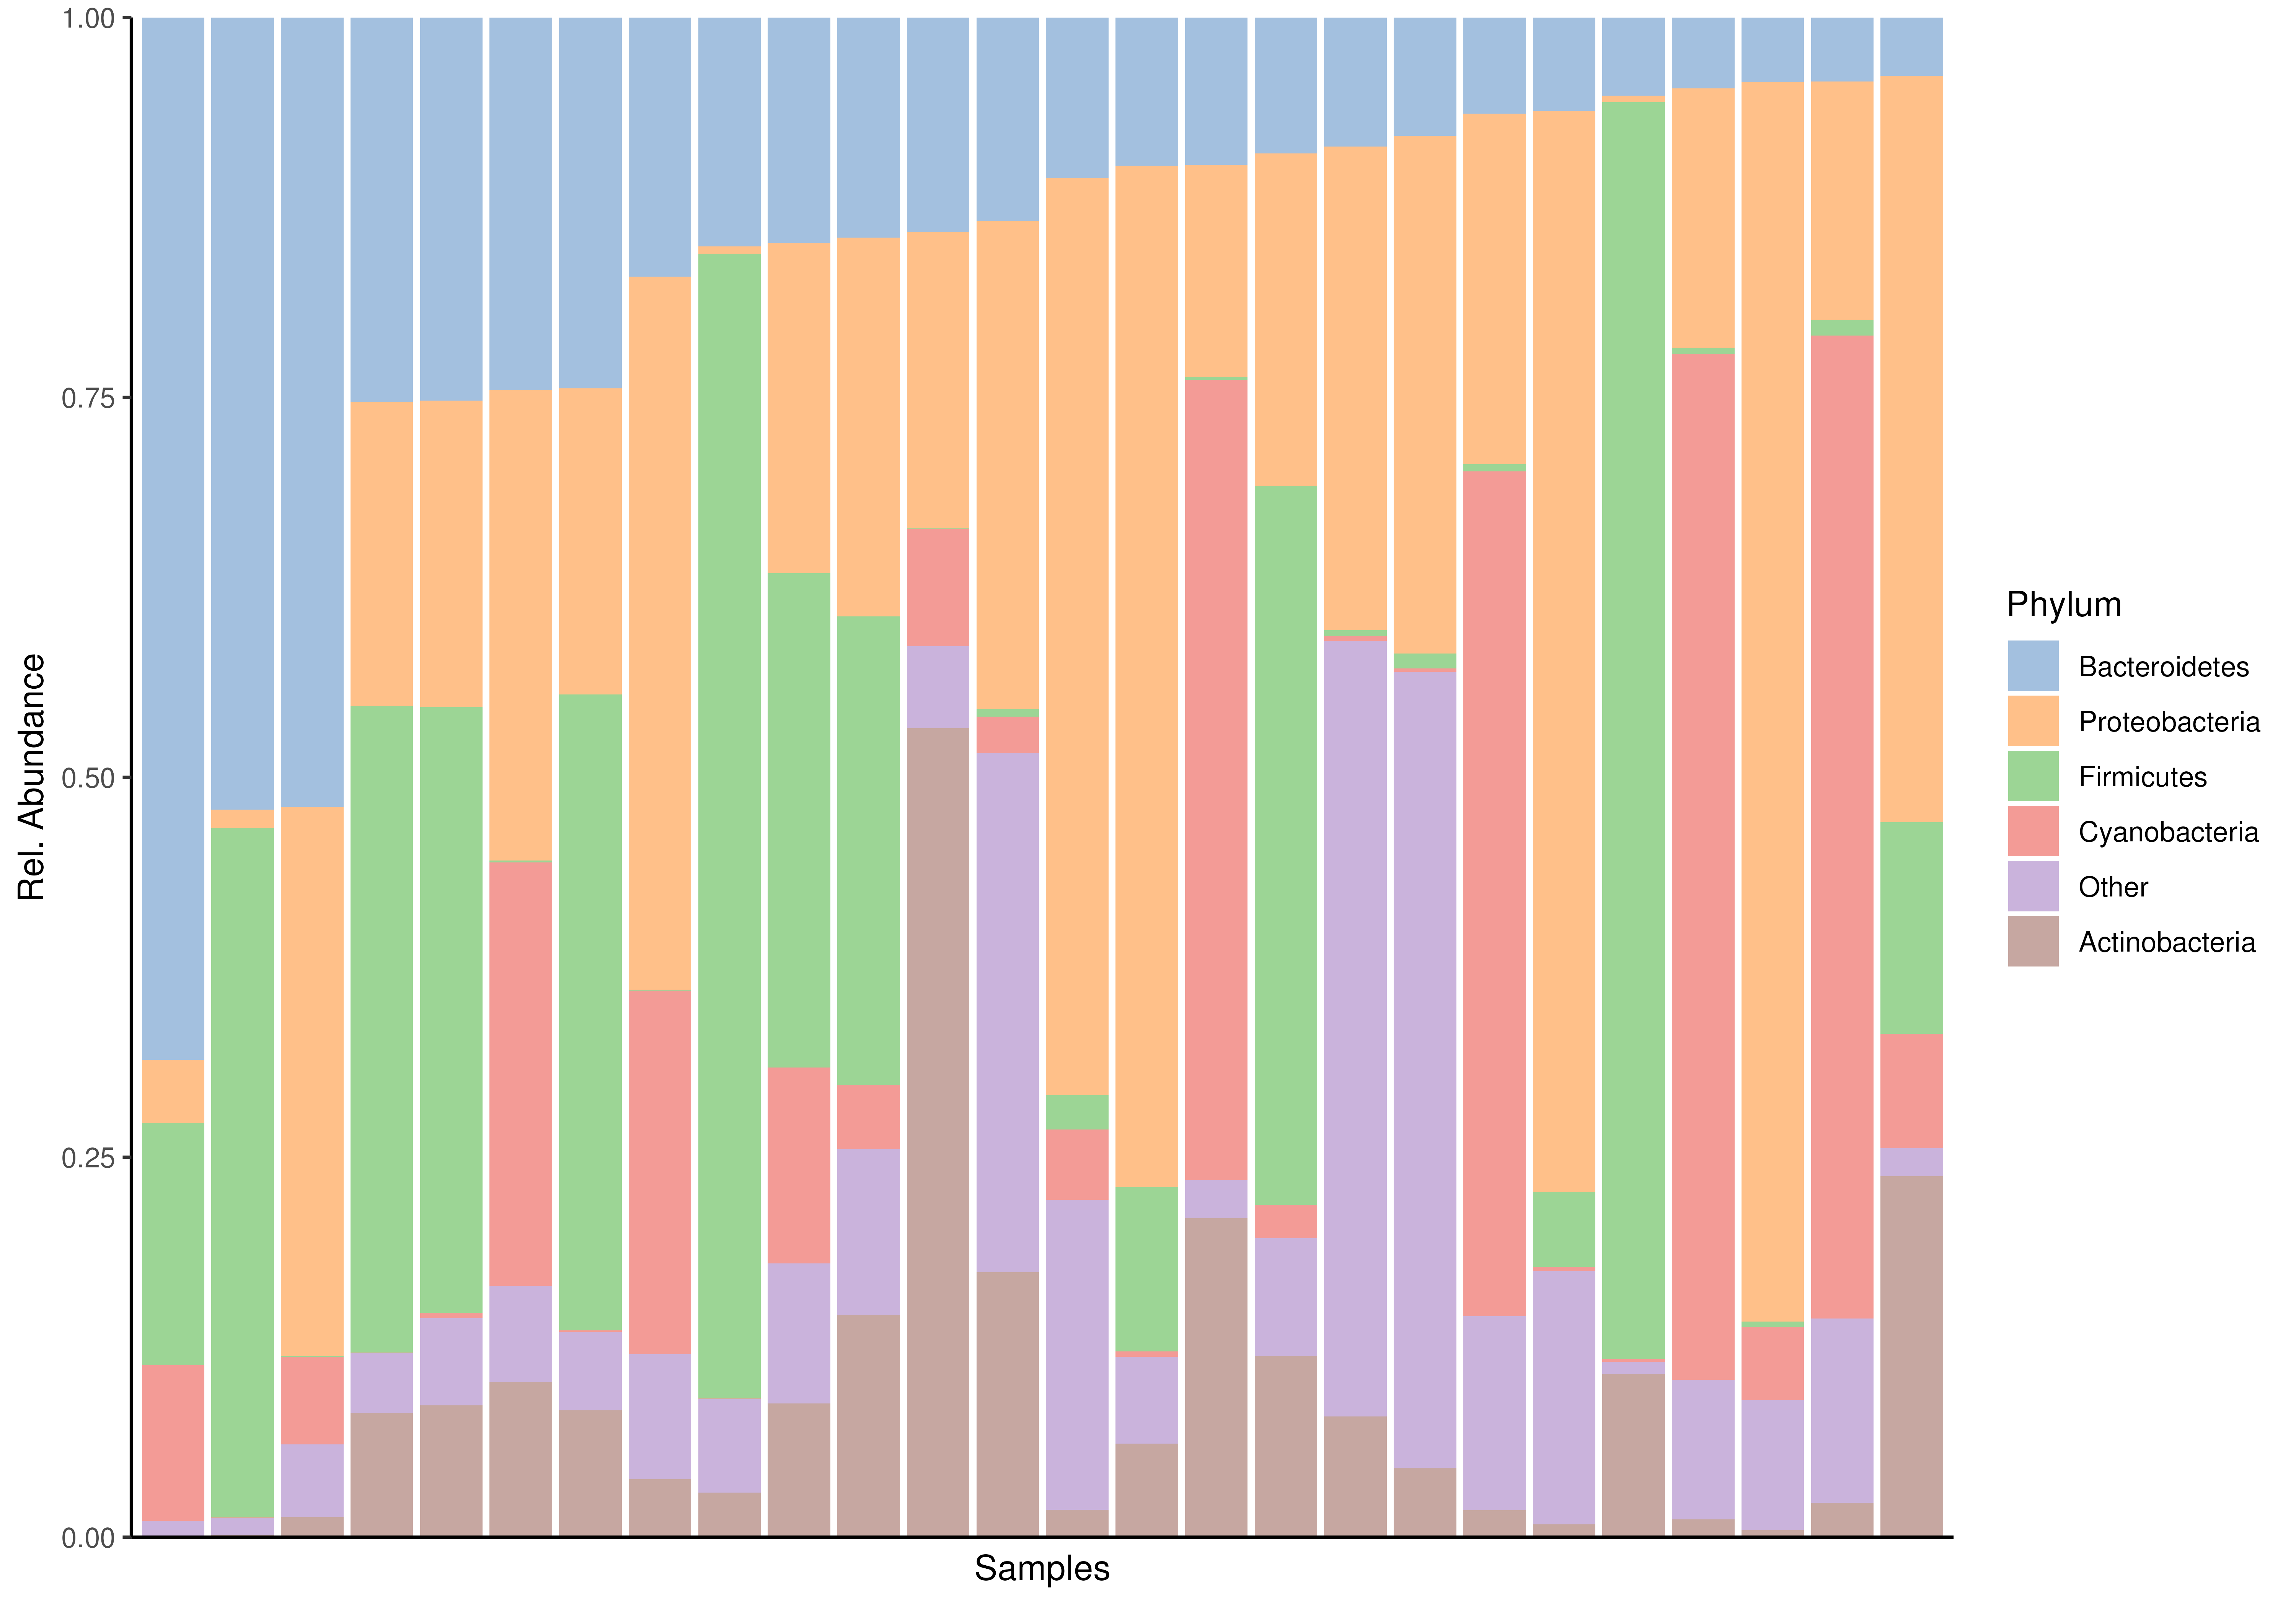 1.00
0.75
0.50
0.25
0.00
Rel. Abundance
Samples
Phylum
Bacteroidetes
Proteobacteria
Firmicutes
Cyanobacteria
Other
Actinobacteria